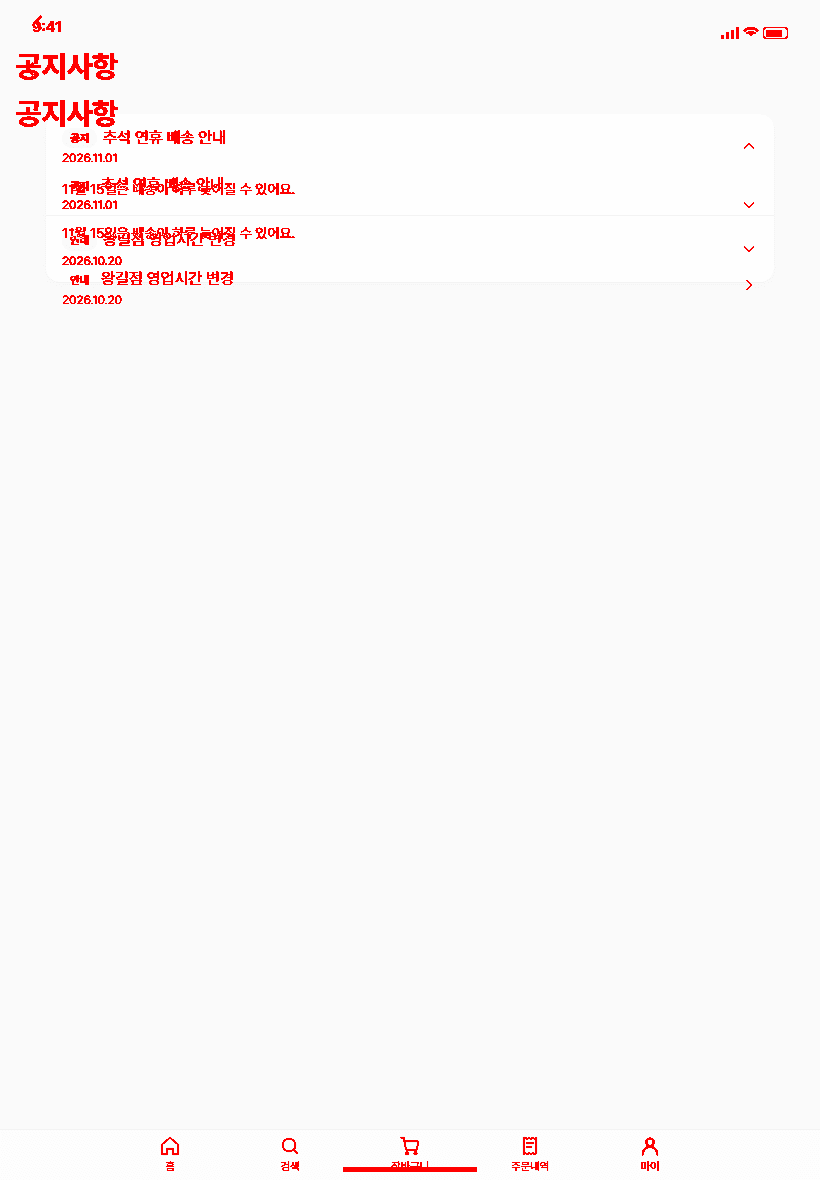 9:41
공지사항
공지사항
공지 추석 연휴 배송 안내
2026.11.01
공지 추석 연휴 배송 안내
11월 15일은 배송이 하루 늦어질 수 있어요.
2026.11.01
11월 15일은 배송이 하루 늦어질 수 있어요.
안내 왕길점 영업시간 변경
2026.10.20
안내 왕길점 영업시간 변경
2026.10.20
홈 검색 장바구니 주문내역 마이